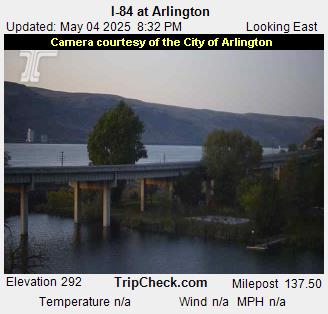 I-84 at Arlington
Updated: May 04 2025 8:32 PM Looking East
Camera courtesy of the City of Arlington
Elevation 292 TripCheck.com Milepost 137.50
Temperature n/a Wind n/a MPH n/a